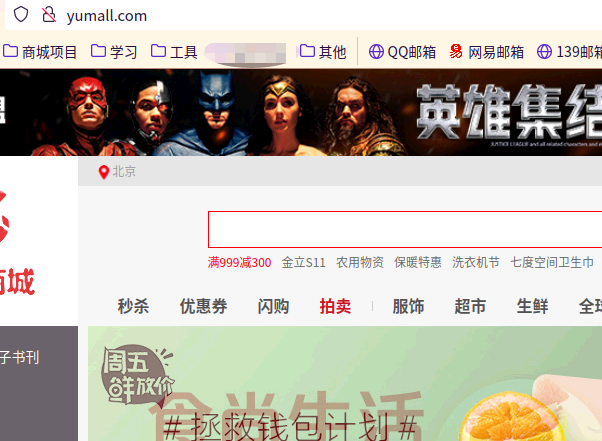 yumall.com
商城项目 学习 工具 其他 QQ邮箱 网易邮箱 139邮箱
英雄集结
北京
商城
满999减300 金立S11 农用物资 保暖特惠 洗衣机节 七度空间卫生巾
秒杀 优惠券 闪购 拍卖 服饰 超市 生鲜 全球
子书刊
周五
鲜放价
食尚生活
#拯救钱包计划#